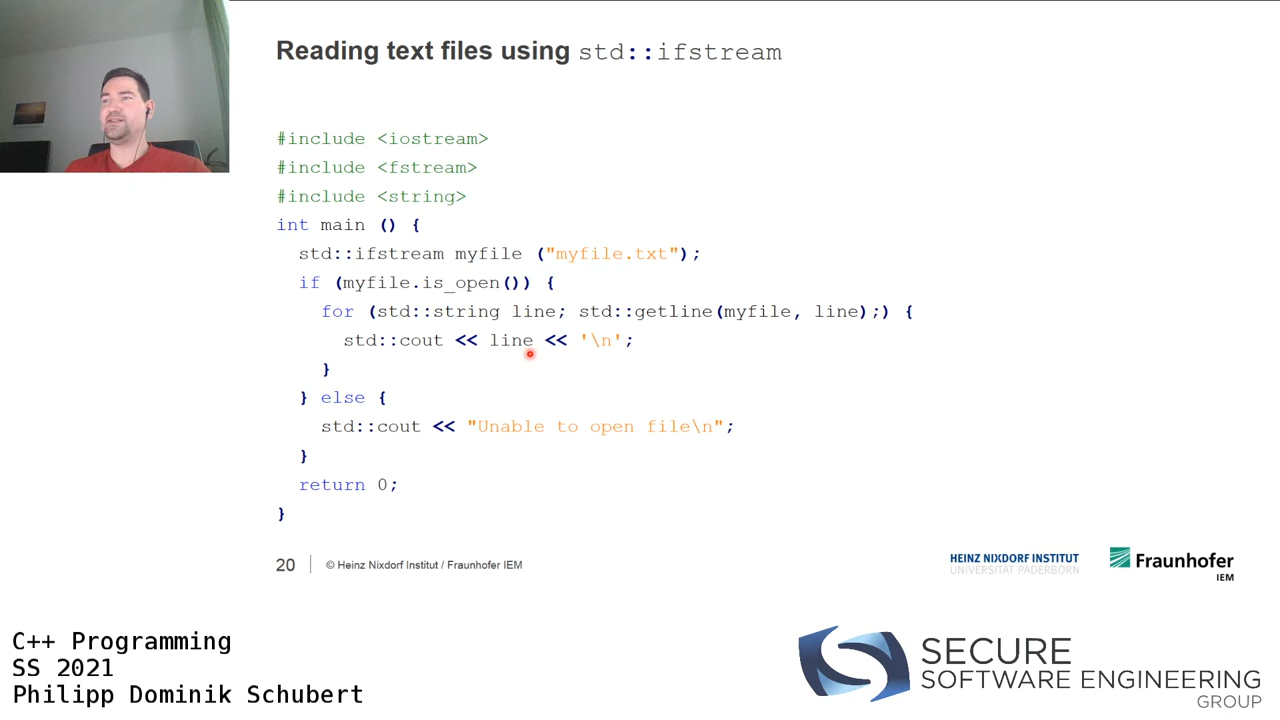 Reading text files using std::ifstream
#include <iostream>
#include <fstream>
#include <string>
int main () {
  std::ifstream myfile ("myfile.txt");
  if (myfile.is_open()) {
    for (std::string line; std::getline(myfile, line);) {
      std::cout << line << '\n';
    }
  } else {
    std::cout << "Unable to open file\n";
  }
  return 0;
}
20 © Heinz Nixdorf Institut / Fraunhofer IEM
HEINZ NIXDORF INSTITUT
UNIVERSITÄT PADERBORN
Fraunhofer
IEM
C++ Programming
SS 2021
Philipp Dominik Schubert
SECURE
SOFTWARE ENGINEERING
GROUP